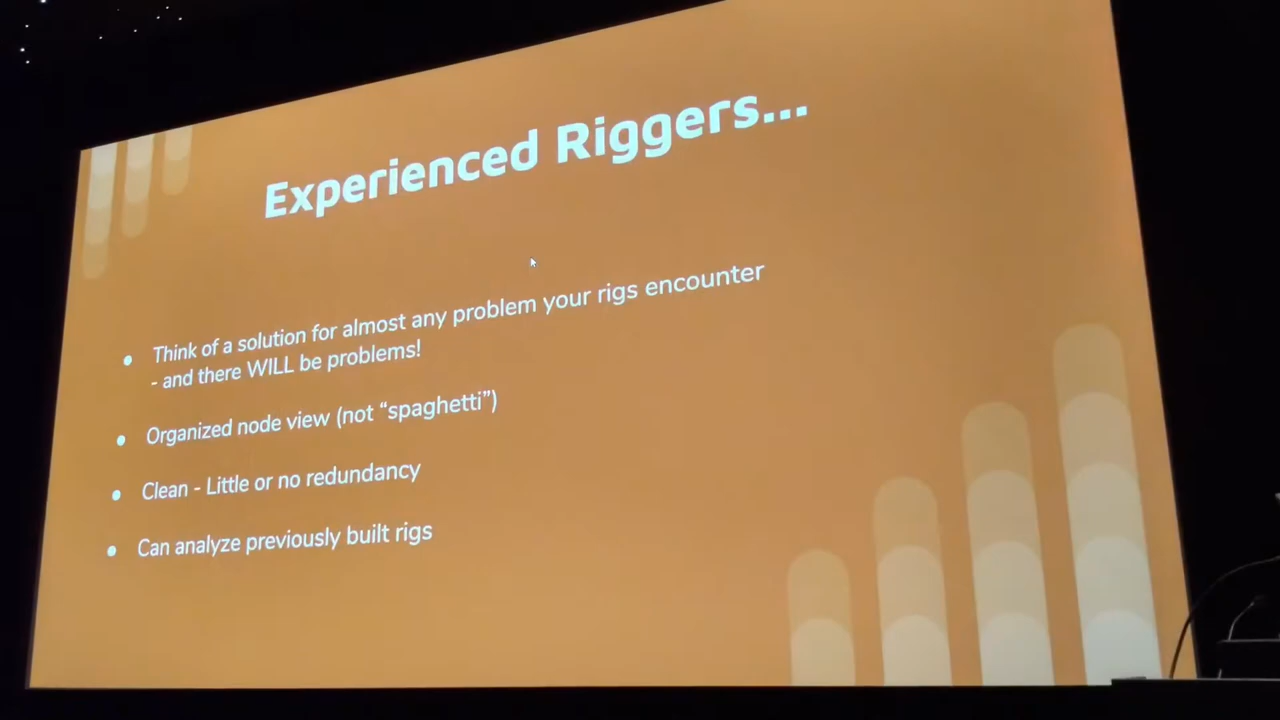 Experienced Riggers...
● Think of a solution for almost any problem your rigs encounter
- and there WILL be problems!
● Organized node view (not “spaghetti”)
● Clean - Little or no redundancy
● Can analyze previously built rigs